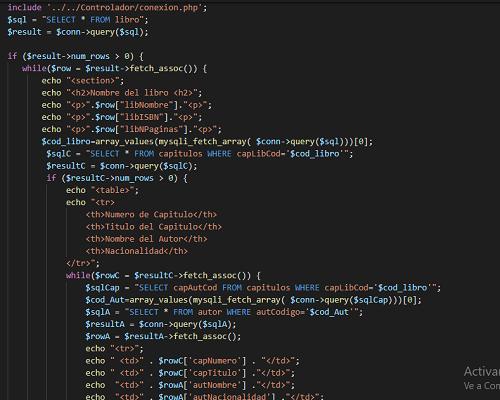 include '../../Controlador/conexion.php';
$sql = "SELECT * FROM libro";
$result = $conn->query($sql);
if ($result->num_rows > 0) {
while($row = $result->fetch_assoc()) {
echo "<section>";
echo "<h2>Nombre del libro <h2>";
echo "<p>".$row["libNombre"]."<p>";
echo "<p>".$row["libISBN"]."<p>";
echo "<p>".$row["libNPaginas"]."<p>";
$cod_libro=array_values(mysqli_fetch_array( $conn->query($sql)))[0];
$sqlC = "SELECT * FROM capitulos WHERE capLibCod='$cod_libro'";
$resultC = $conn->query($sqlC);
if ($resultC->num_rows > 0) {
echo "<table>";
echo "<tr>
<th>Numero de Capitulo</th>
<th>Titulo del Capitulo</th>
<th>Nombre del Autor</th>
<th>Nacionalidad</th>
</tr>";
while($rowC = $resultC->fetch_assoc()) {
$sqlCap = "SELECT capAutCod FROM capitulos WHERE capLibCod='$cod_libro'";
$cod_Aut=array_values(mysqli_fetch_array( $conn->query($sqlCap)))[0];
$sqlA = "SELECT * FROM autor WHERE autCodigo='$cod_Aut'";
$resultA = $conn->query($sqlA);
$rowA = $resultA->fetch_assoc();
echo "<tr>";
echo " <td>" . $rowC['capNumero'] . "</td>";
echo " <td>" . $rowC['capTitulo'] ."</td>";
echo "  <td>" . $rowA['autNombre'] ."</td>";
echo "  <td>" . $rowA['autNacionalidad'] ."</td>";
Activar
Ve a Con